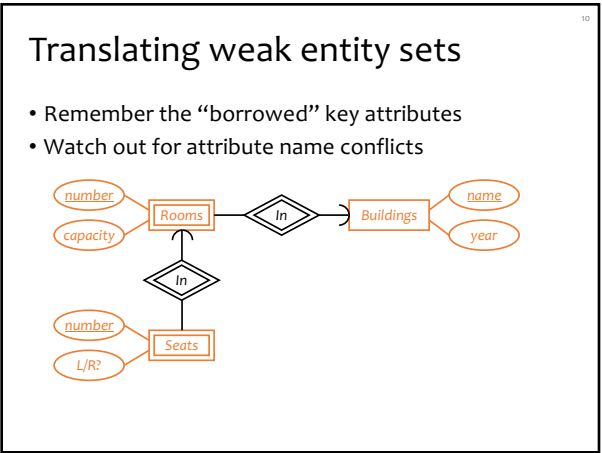 10
Translating weak entity sets
• Remember the “borrowed” key attributes
• Watch out for attribute name conflicts
number
Rooms
In
Buildings
name
capacity
year
In
number
Seats
L/R?